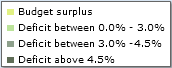 Budget surplus
Deficit between 0.0% - 3.0%
Deficit between 3.0% -4.5%
Deficit above 4.5%